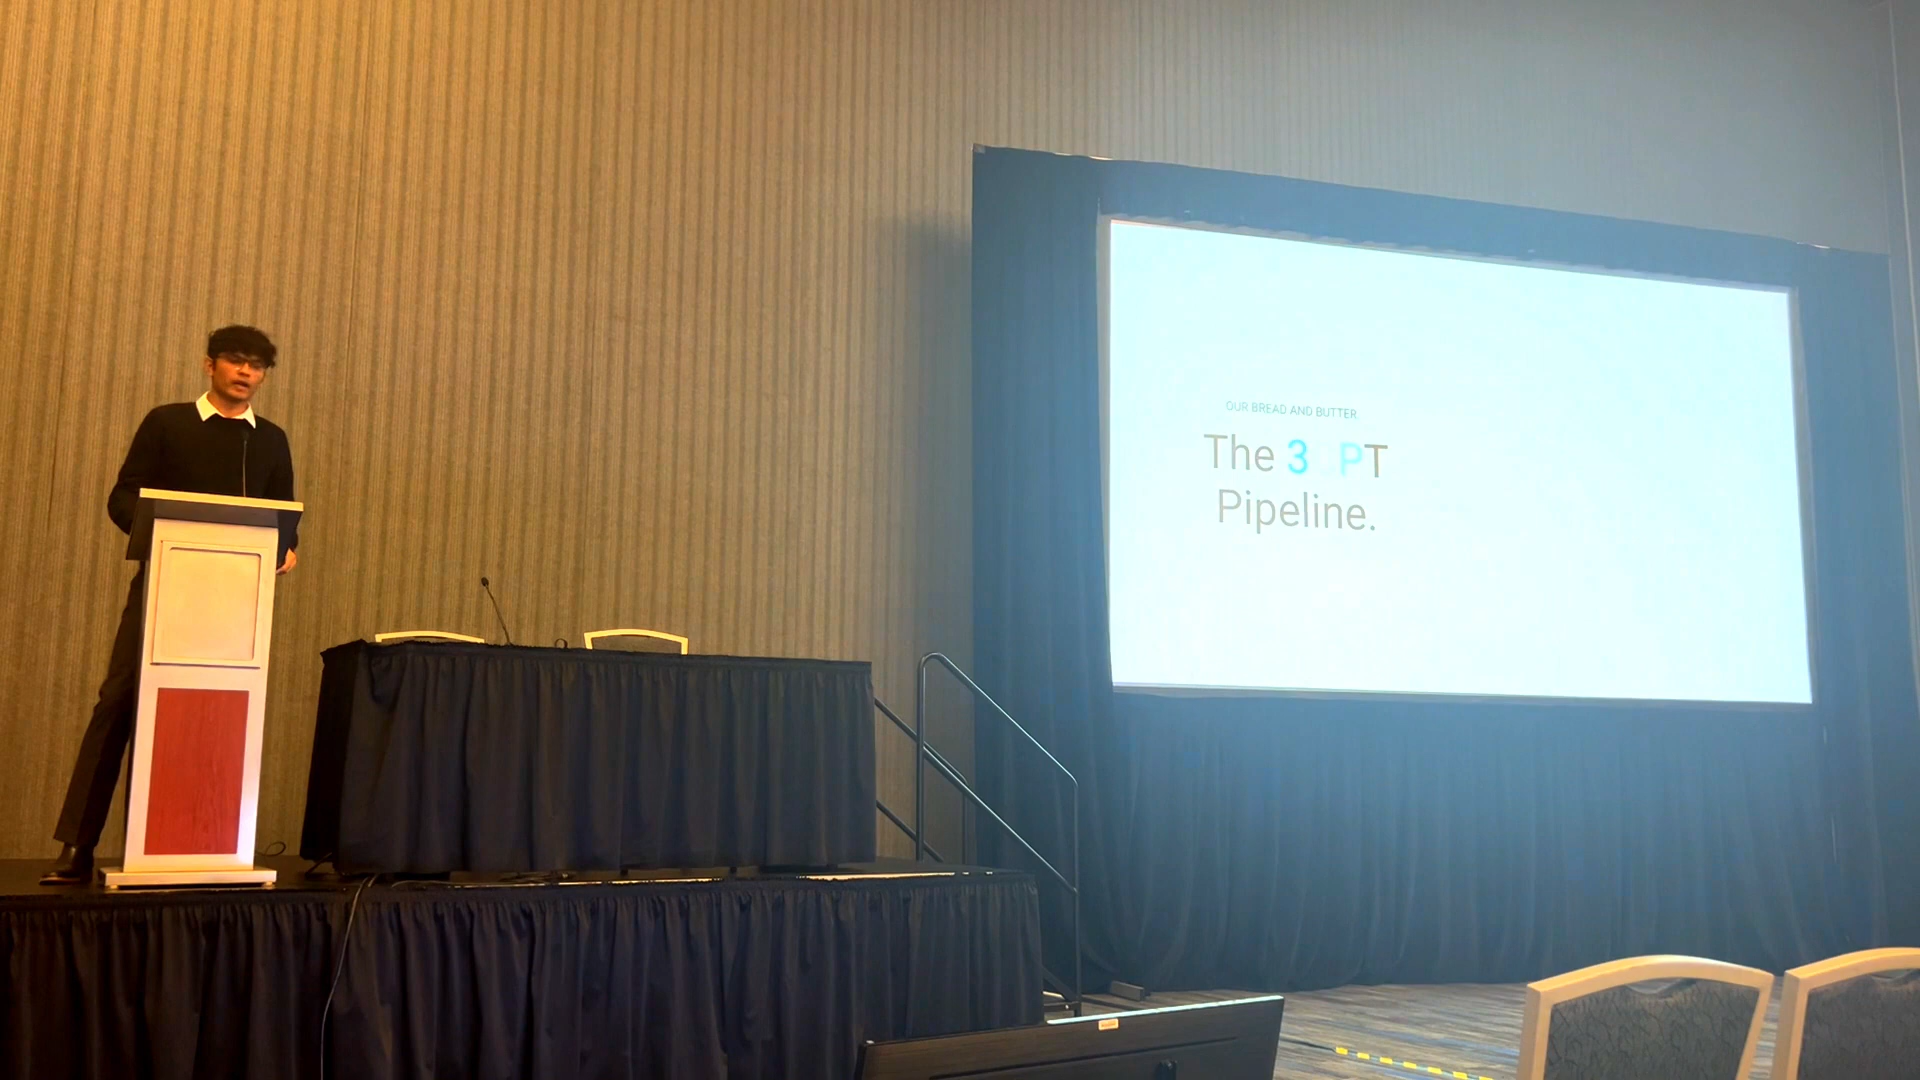 OUR BREAD AND BUTTER
The 3 PT
Pipeline.